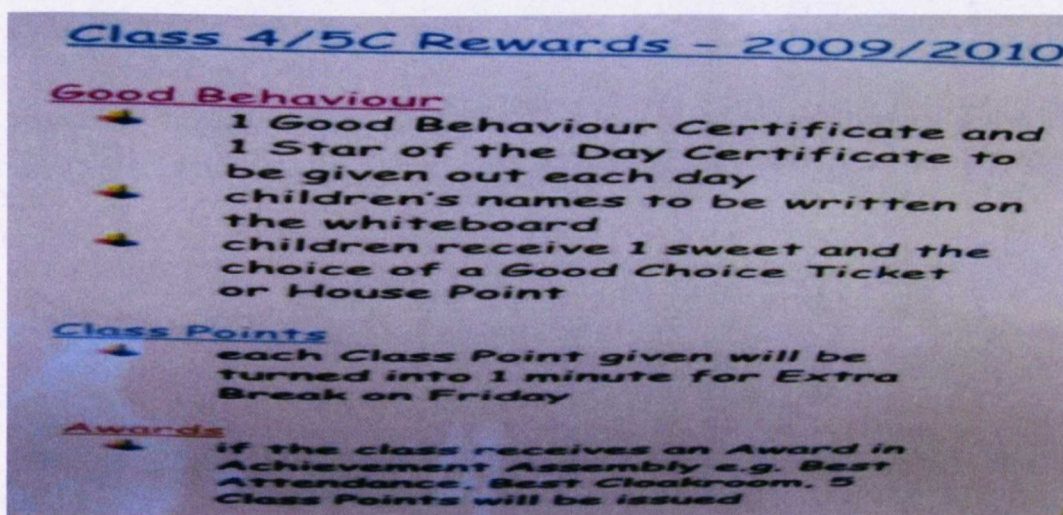 Class 4/5C Rewards - 2009/2010
Good Behaviour
1 Good Behaviour Certificate and
1 Star of the Day Certificate to
be given out each day
children's names to be written on
the whiteboard
children receive 1 sweet and the
choice of a Good Choice Ticket
or House Point
Class Points
each Class Point given will be
turned into 1 minute for Extra
Break on Friday
Awards
if the class receives an Award in
Achievement Assembly e.g. Best
Attendance, Best Cloakroom, 5
Class Points will be issued